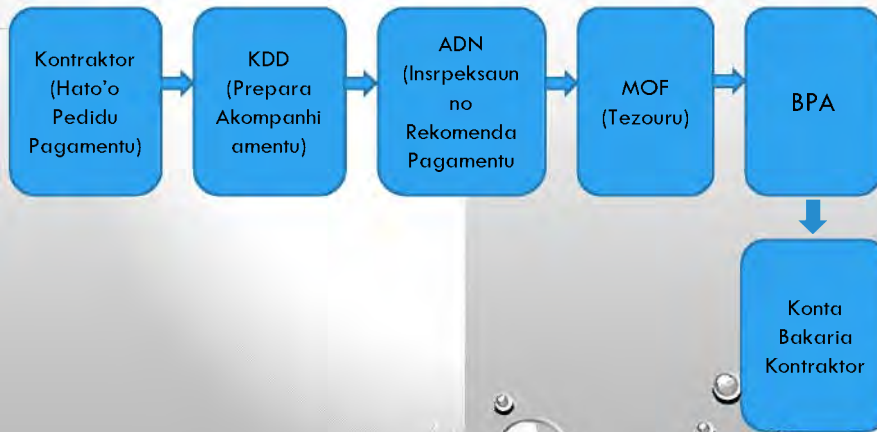 Kontraktor
(Hato'o
Pedidu
Pagamentu)
KDD
(Prepara
Akompanhi
amentu)
ADN
(Insrpeksaun
no
Rekomenda
Pagamentu
MOF
(Tezouru)
BPA
Konta
Bakaria
Kontraktor